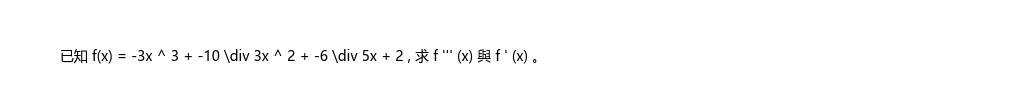 已知 f(x) = -3x ^ 3 + -10 \div 3x ^ 2 + -6 \div 5x + 2 , 求 f ''' (x) 與 f ' (x) 。